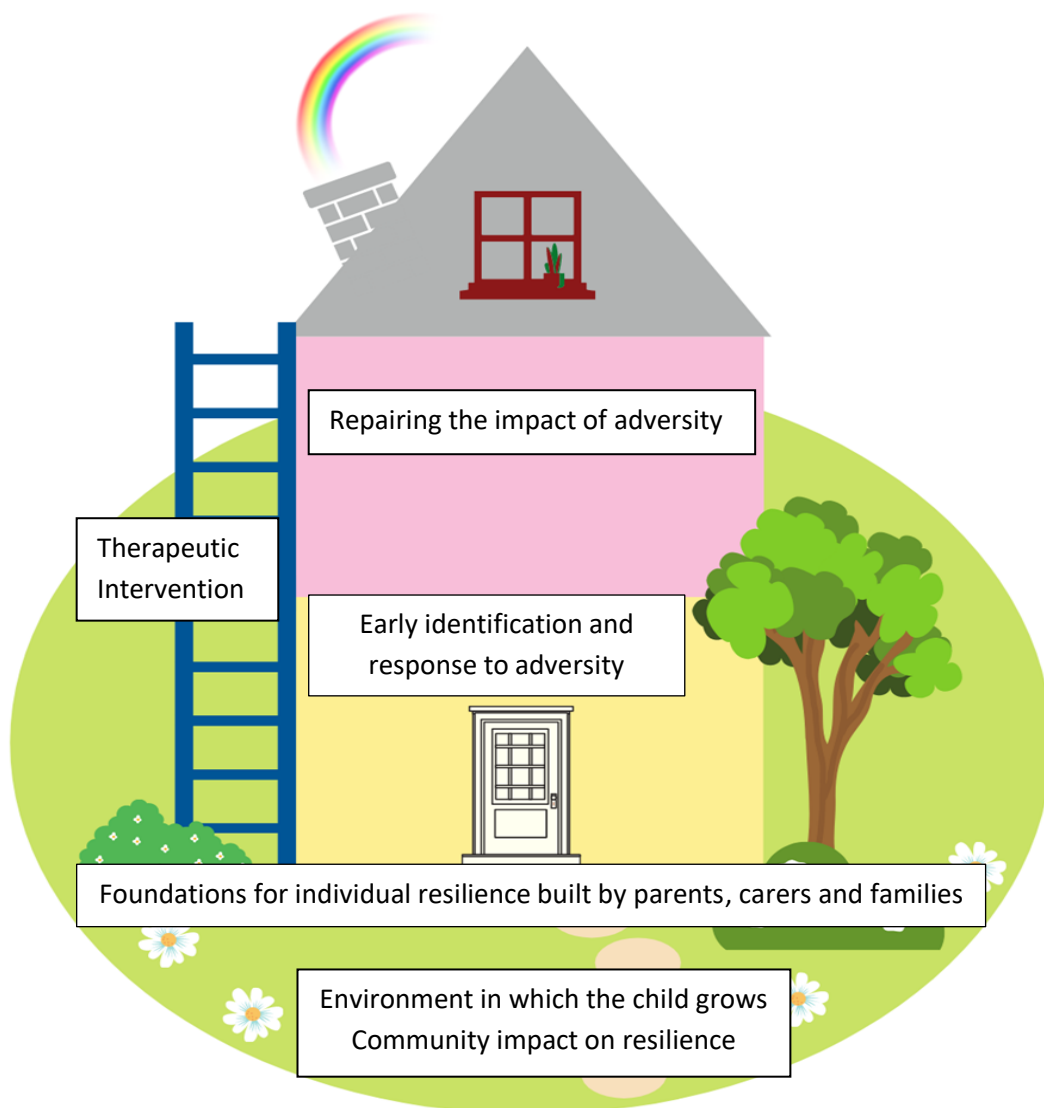 Repairing the impact of adversity
Therapeutic
Intervention
Early identification and
response to adversity
Foundations for individual resilience built by parents, carers and families
Environment in which the child grows
Community impact on resilience